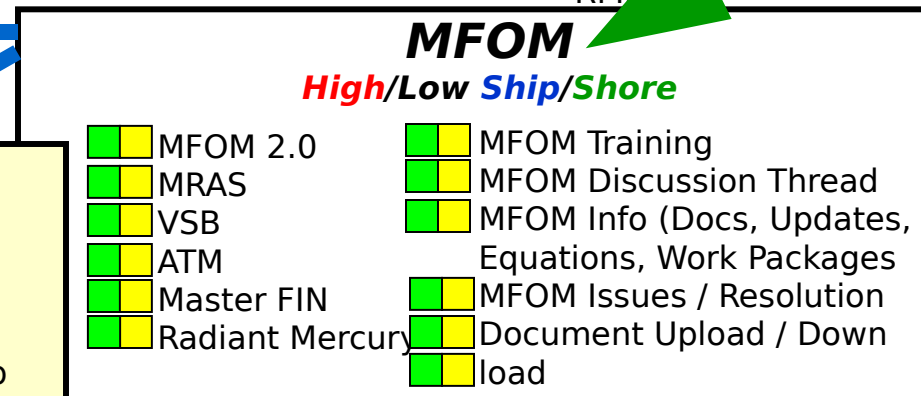 MFOM
High/Low Ship/Shore
MFOM 2.0
MRAS
VSB
ATM
Master FIN
Radiant Mercury
MFOM Training
MFOM Discussion Thread
MFOM Info (Docs, Updates,
Equations, Work Packages
MFOM Issues / Resolution
Document Upload / Down
load